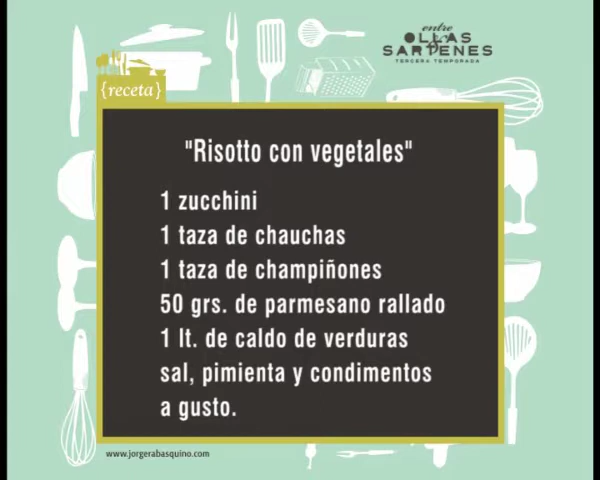 entre
OLLAS
y
SARTENES
TERCERA TEMPORADA
{receta}
"Risotto con vegetales"
1 zucchini
1 taza de chauchas
1 taza de champiñones
50 grs. de parmesano rallado
1 lt. de caldo de verduras
sal, pimienta y condimentos
a gusto.
www.jorgerabasquino.com